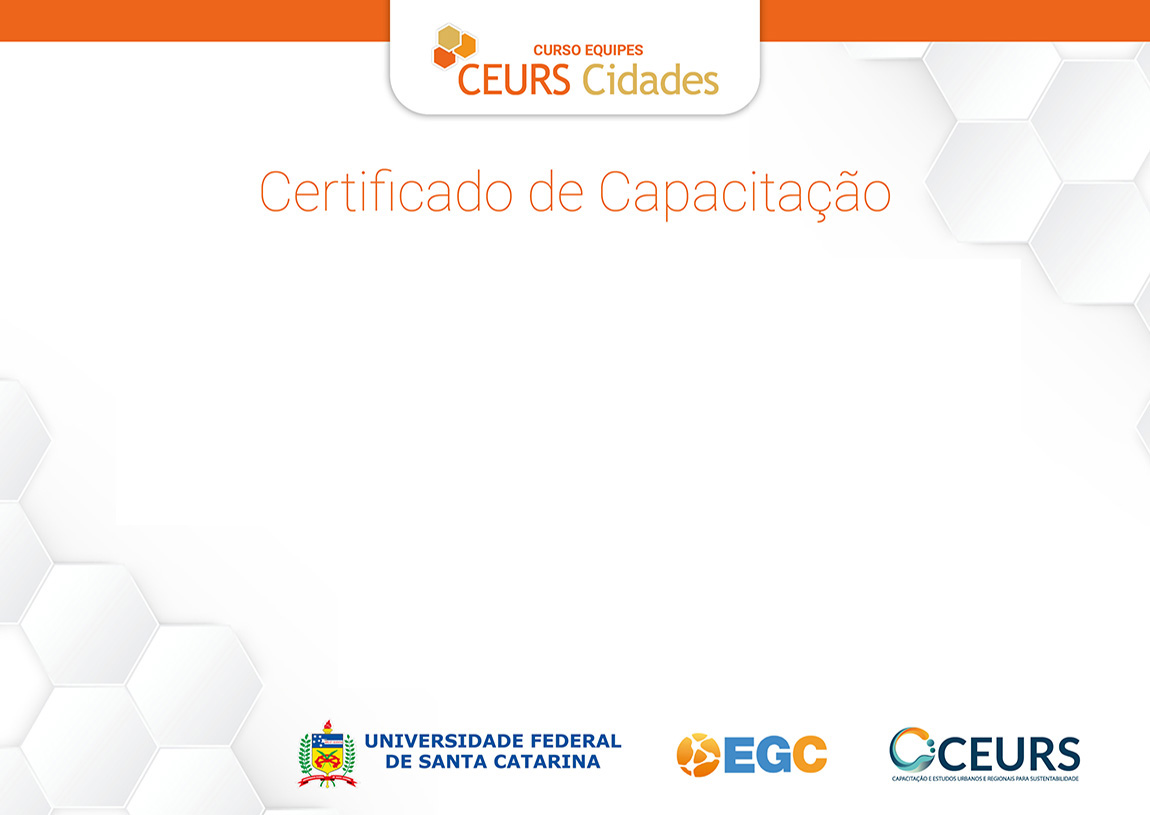 CURSO EQUIPES
CEURS Cidades
Certificado de Capacitação
UNIVERSIDADE FEDERAL
DE SANTA CATARINA
EGC
CEURS
CAPACITAÇÃO E ESTUDOS URBANOS E REGIONAIS PARA SUSTENTABILIDADE